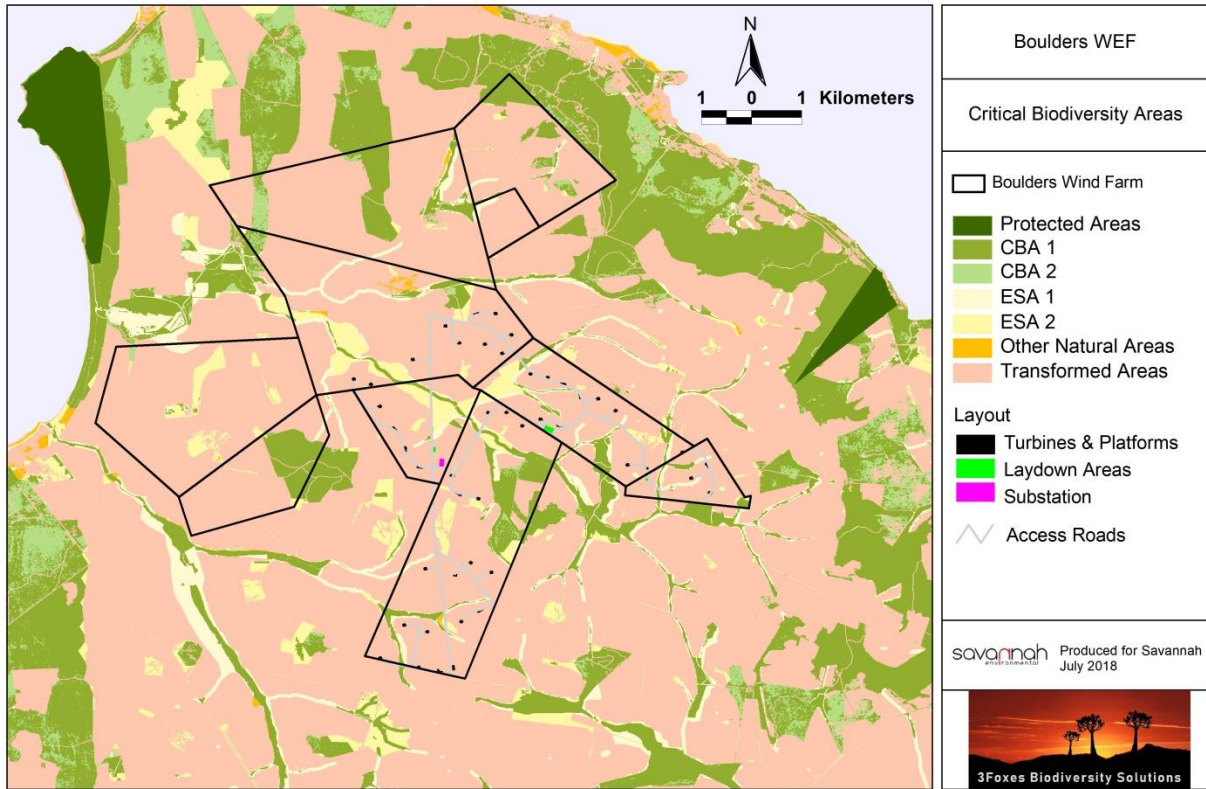 N
1 0 1 Kilometers
Boulders WEF
Critical Biodiversity Areas
Boulders Wind Farm
Protected Areas
CBA 1
CBA 2
ESA 1
ESA 2
Other Natural Areas
Transformed Areas
Layout
Turbines & Platforms
Laydown Areas
Substation
Access Roads
savannah
environmental
Produced for Savannah
July 2018
3Foxes Biodiversity Solutions